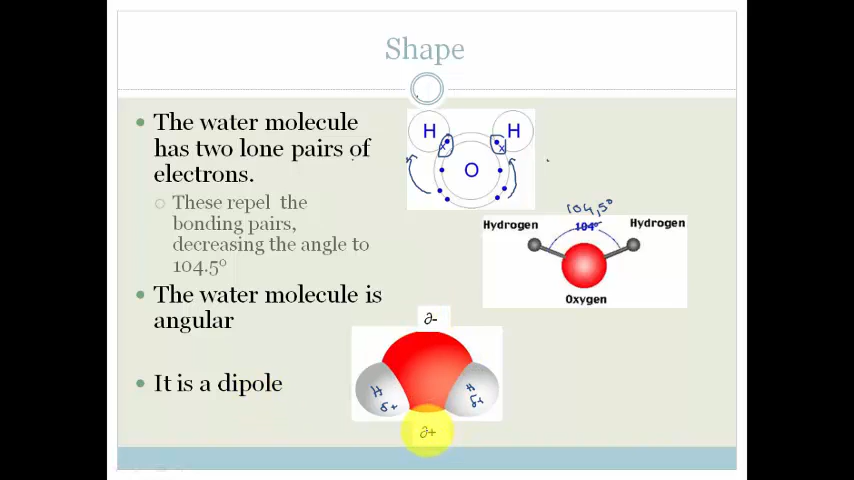 Shape
The water molecule
has two lone pairs of
electrons.
These repel the
bonding pairs,
decreasing the angle to
104.5°
The water molecule is
angular
It is a dipole
H H
x x
O
104,5°
Hydrogen Hydrogen
104°
Oxygen
∂-
H H
δ+ δ+
∂+